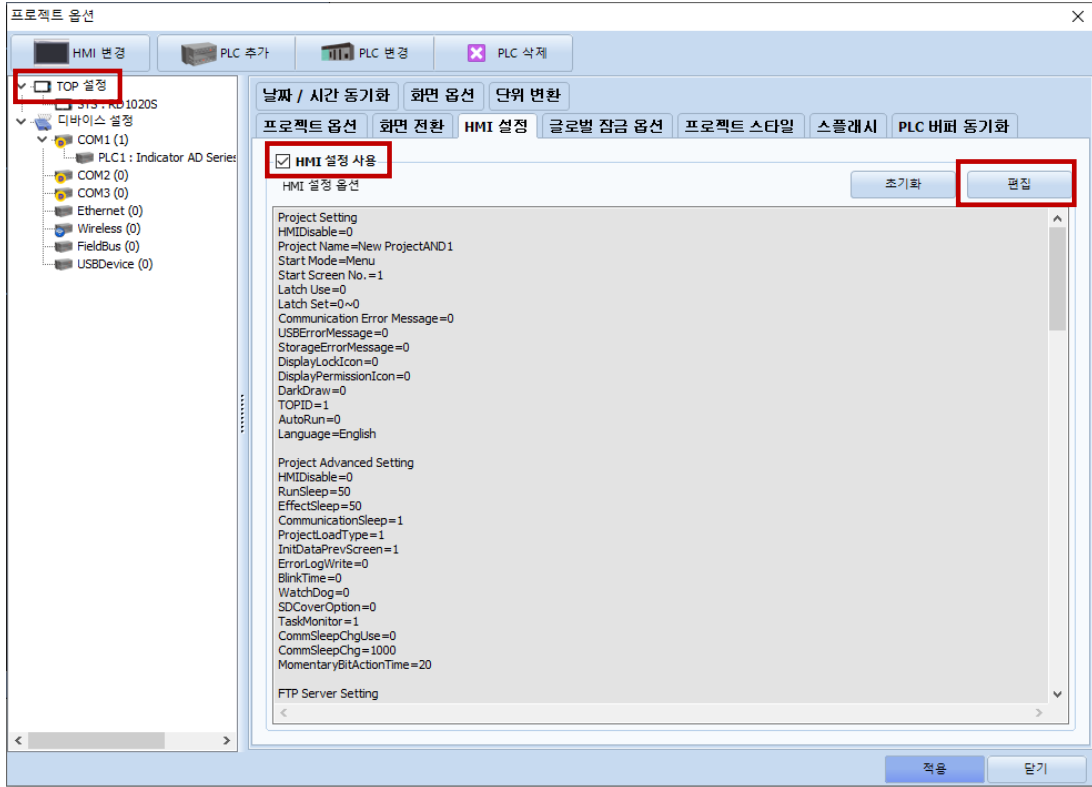 프로젝트 옵션
HMI 변경
PLC 추가
PLC 변경
PLC 삭제
TOP 설정
SYS : RD1020S
디바이스 설정
COM1 (1)
PLC1 : Indicator AD Series
COM2 (0)
COM3 (0)
Ethernet (0)
Wireless (0)
FieldBus (0)
USBDevice (0)
날짜 / 시간 동기화
화면 옵션
단위 변환
프로젝트 옵션
화면 전환
HMI 설정
글로벌 잠금 옵션
프로젝트 스타일
스플래시
PLC 버퍼 동기화
HMI 설정 사용
HMI 설정 옵션
초기화
편집
Project Setting
HMIDisable=0
Project Name=New ProjectAND1
Start Mode=Menu
Start Screen No.=1
Latch Use=0
Latch Set=0~0
Communication Error Message=0
USBErrorMessage=0
StorageErrorMessage=0
DisplayLockIcon=0
DisplayPermissionIcon=0
DarkDraw=0
TOPID=1
AutoRun=0
Language=English
Project Advanced Setting
HMIDisable=0
RunSleep=50
EffectSleep=50
CommunicationSleep=1
ProjectLoadType=1
InitDataPrevScreen=1
ErrorLogWrite=0
BlinkTime=0
WatchDog=0
SDCoverOption=0
TaskMonitor=1
CommSleepChgUse=0
CommSleepChg=1000
MomentaryBitActionTime=20
FTP Server Setting
적용
닫기